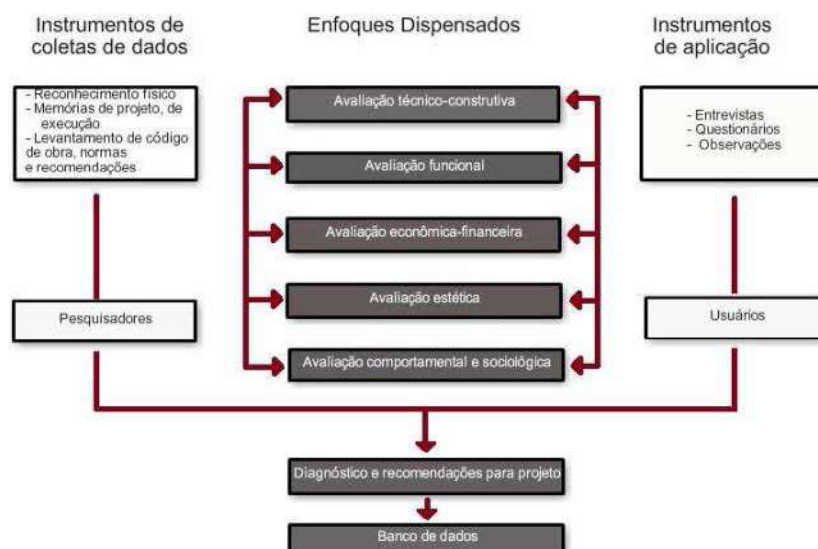 Instrumentos de
coletas de dados
- Reconhecimento físico
- Memórias de projeto, de
execução
- Levantamento de código
de obra, normas
e recomendações
Pesquisadores
Enfoques Dispensados
Avaliação técnico-construtiva
Avaliação funcional
Avaliação econômica-financeira
Avaliação estética
Avaliação comportamental e sociológica
Instrumentos
de aplicação
- Entrevistas
- Questionários
- Observações
Usuários
Diagnóstico e recomendações para projeto
Banco de dados